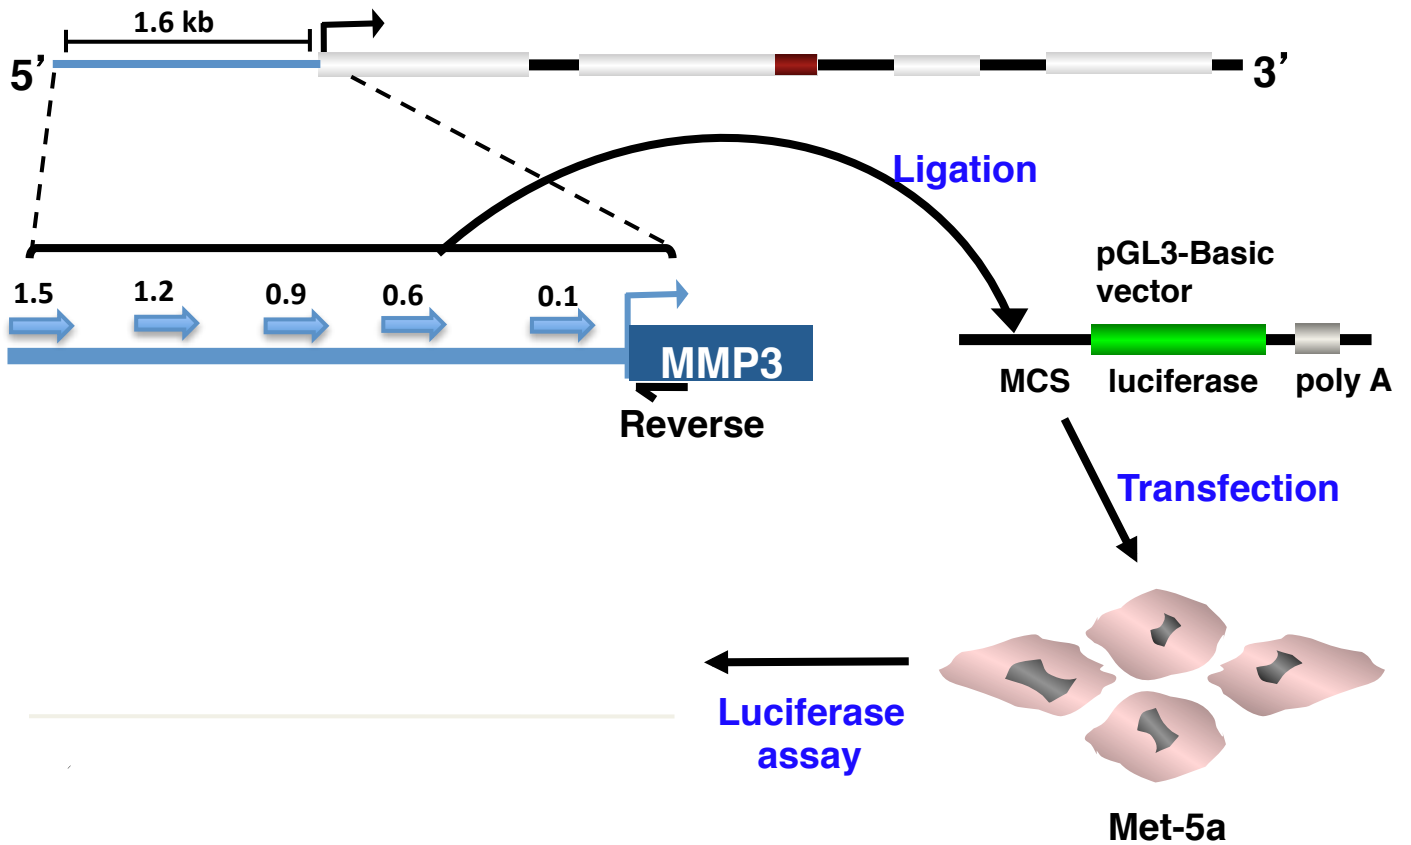 1.6 kb
5’
3’
Ligation
pGL3-Basic
vector
1.5
1.2
0.9
0.6
0.1
MMP3
Reverse
MCS
luciferase
poly A
Transfection
Luciferase
assay
Met-5a